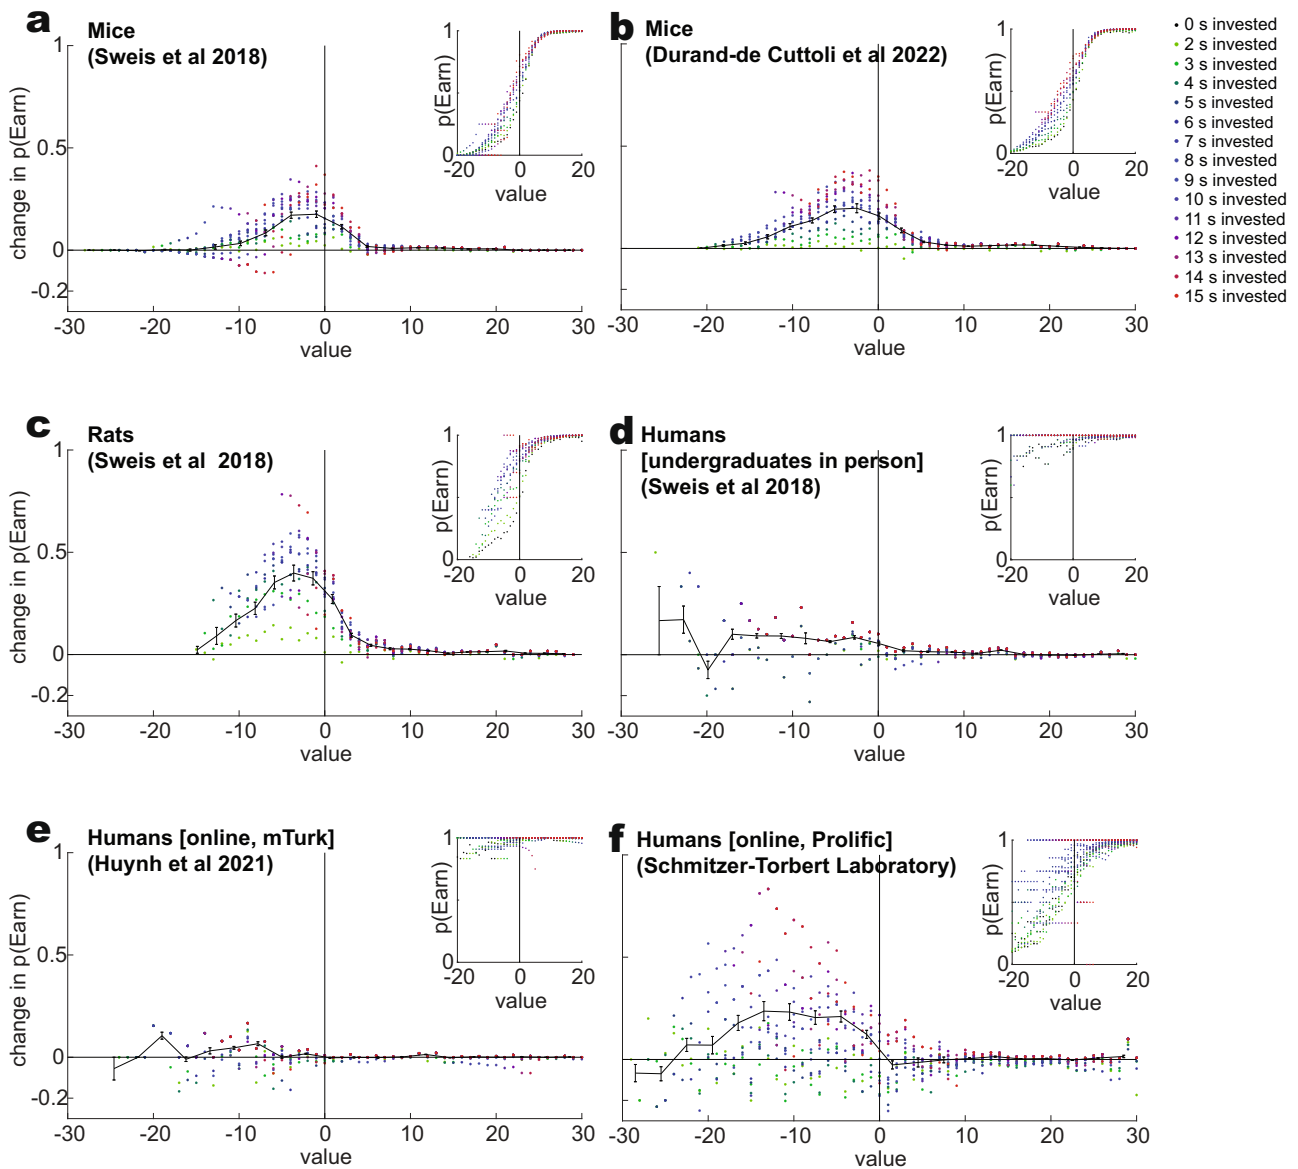 a
Mice
(Sweis et al 2018)
change in p(Earn)
1
0.5
0
-0.2
-30
-20
-10
0
10
20
30
value
p(Earn)
1
0
-20
0
20
value
b
Mice
(Durand-de Cuttoli et al 2022)
-30
-20
-10
0
10
20
30
value
p(Earn)
1
0
-20
0
20
value
0 s invested
2 s invested
3 s invested
4 s invested
5 s invested
6 s invested
7 s invested
8 s invested
9 s invested
10 s invested
11 s invested
12 s invested
13 s invested
14 s invested
15 s invested
c
Rats
(Sweis et al 2018)
change in p(Earn)
1
0.5
0
-0.2
-30
-20
-10
0
10
20
30
value
p(Earn)
1
0
-20
0
20
value
d
Humans
[undergraduates in person]
(Sweis et al 2018)
-30
-20
-10
0
10
20
30
value
p(Earn)
1
0
-20
0
20
value
e
Humans [online, mTurk]
(Huynh et al 2021)
change in p(Earn)
1
0.5
0
-0.2
-30
-20
-10
0
10
20
30
value
p(Earn)
1
0
-20
0
20
value
f
Humans [online, Prolific]
(Schmitzer-Torbert Laboratory)
-30
-20
-10
0
10
20
30
value
p(Earn)
1
0
-20
0
20
value